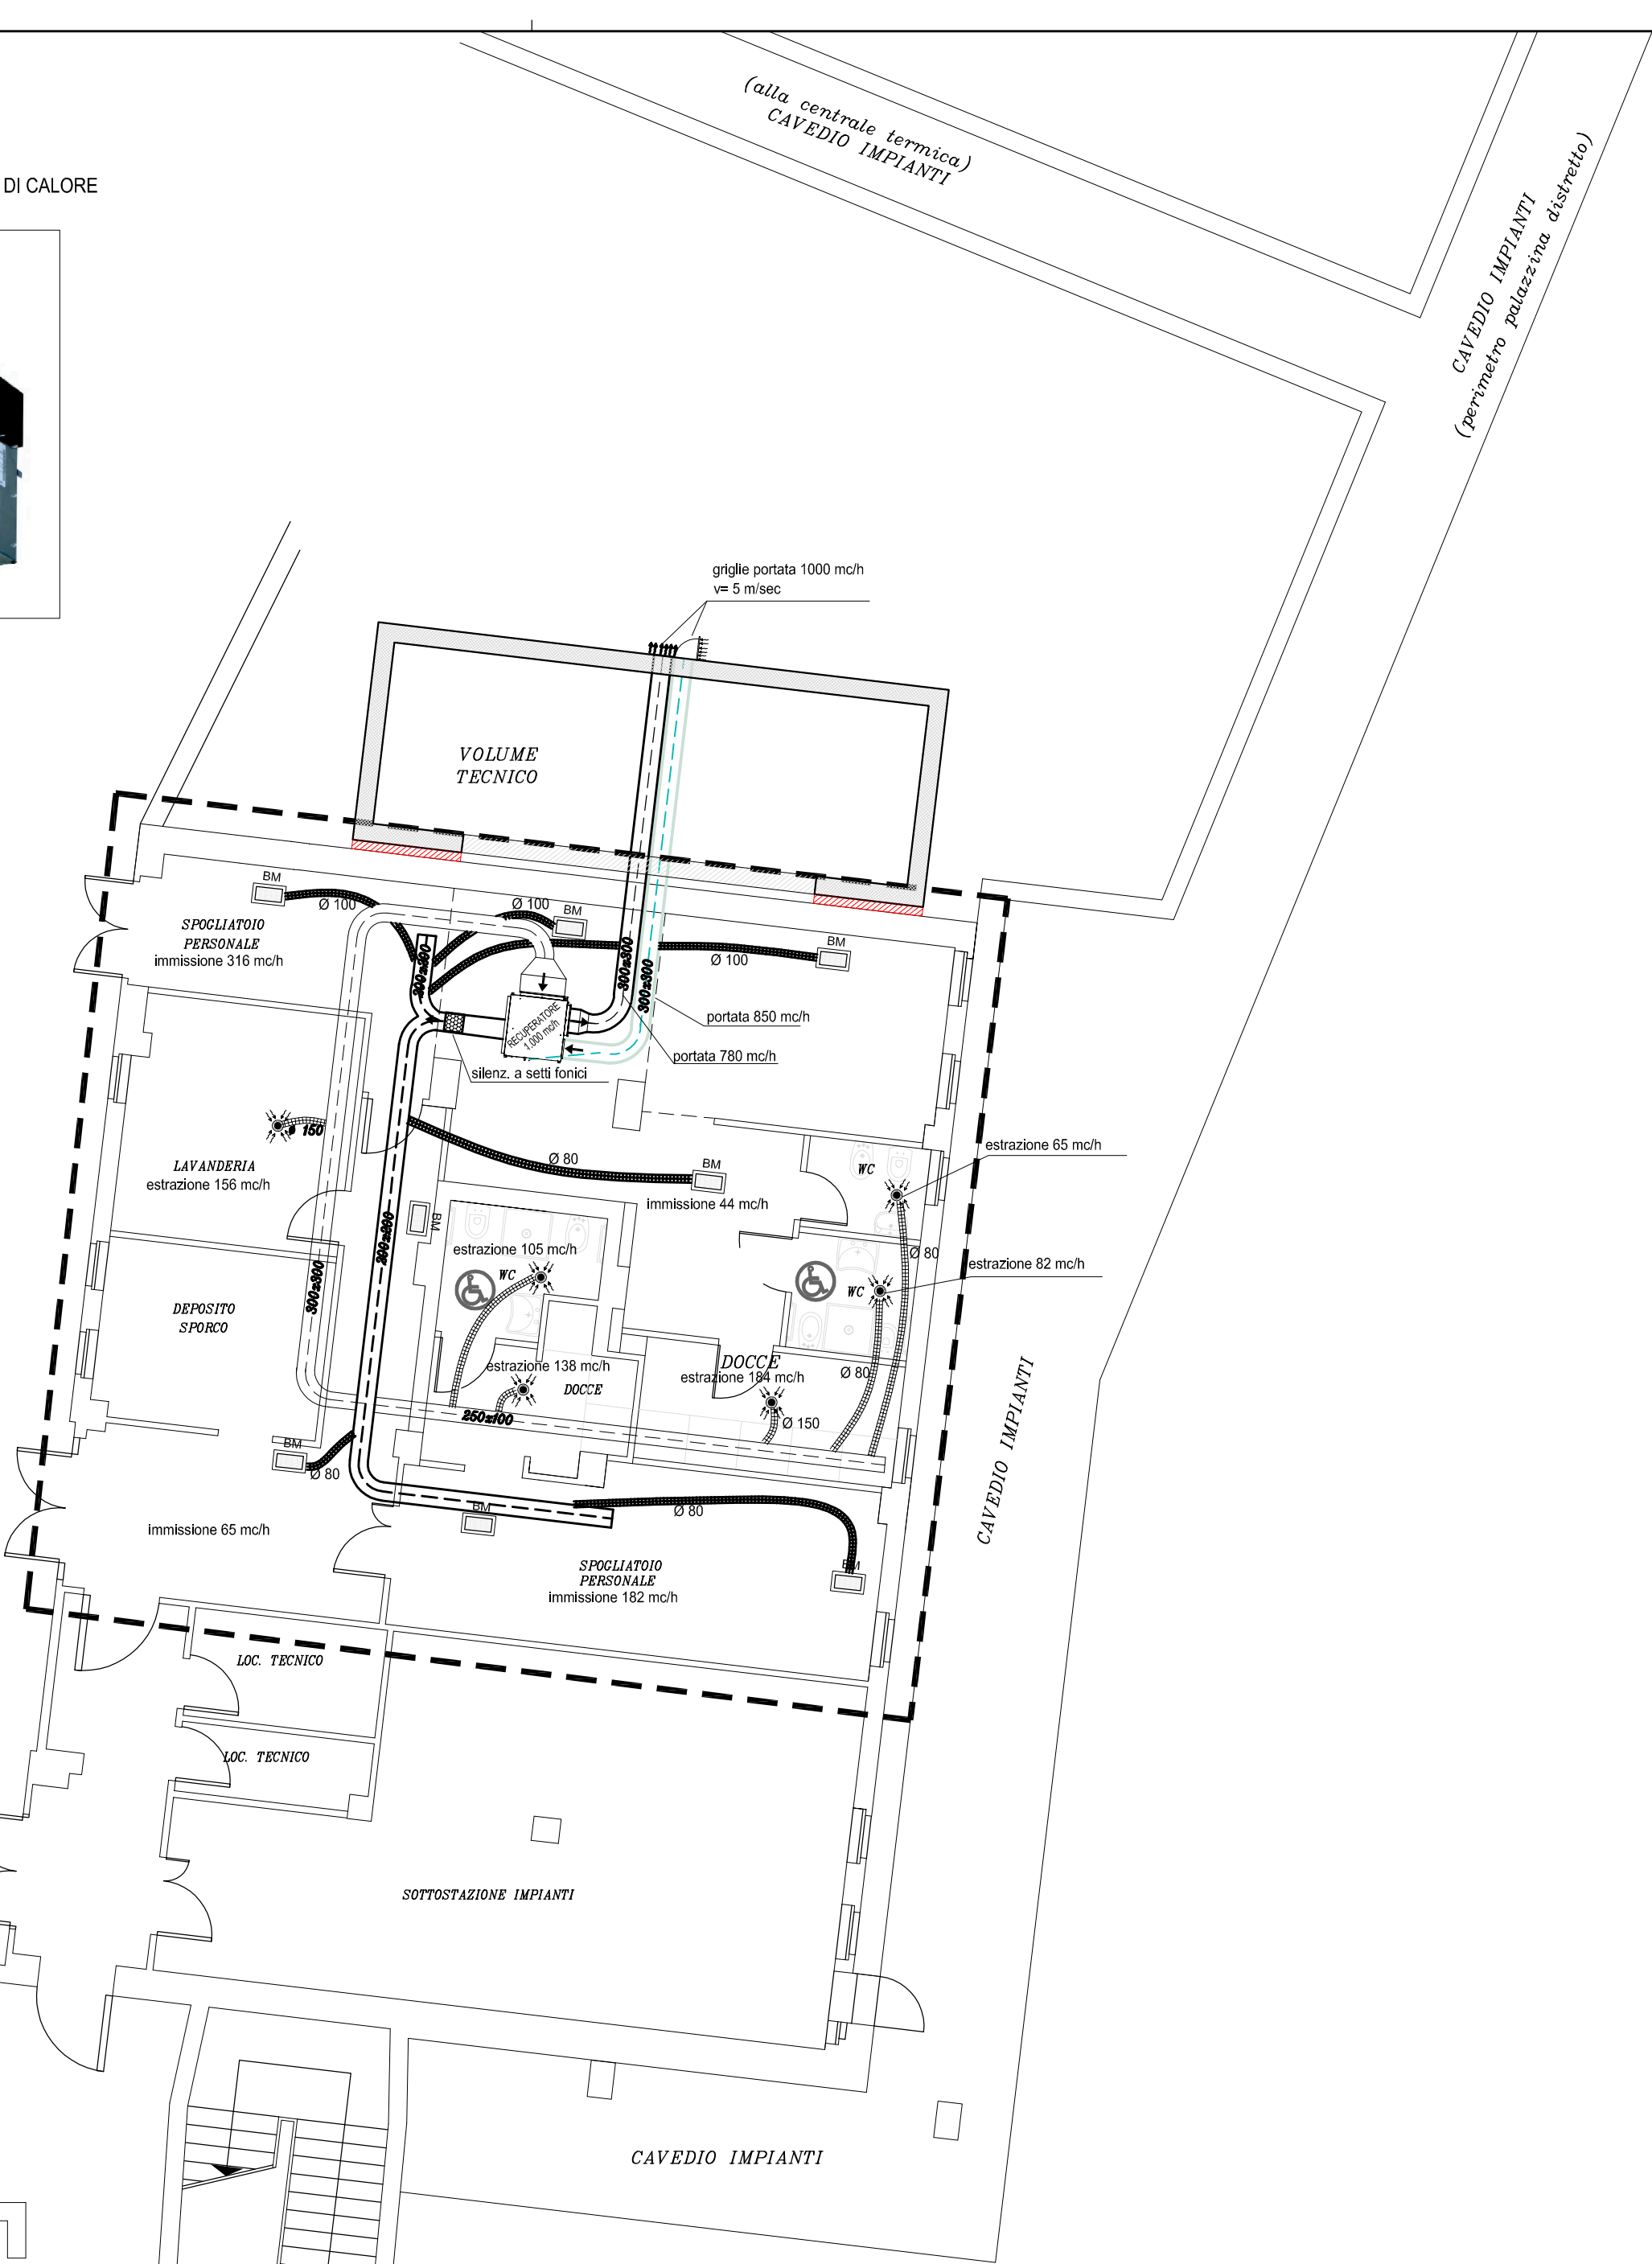 (alla centrale termica)
CAVEDIO IMPIANTI
CAVEDIO IMPIANTI
(perimetro palazzina distretto)
DI CALORE
griglie portata 1000 mc/h
v= 5 m/sec
VOLUME
TECNICO
BM
Ø 100
Ø 100
BM
BM
Ø 100
SPOGLIATOIO
PERSONALE
immissione 316 mc/h
200x200
300x300
300x300
RECUPERATORE
1.000 mc/h
portata 850 mc/h
portata 780 mc/h
silenz. a setti fonici
Ø 150
LAVANDERIA
estrazione 156 mc/h
Ø 80
BM
immissione 44 mc/h
WC
estrazione 65 mc/h
BM
200x200
estrazione 105 mc/h
WC
Ø 80
estrazione 82 mc/h
WC
300x300
DEPOSITO
SPORCO
estrazione 138 mc/h
DOCCE
DOCCE
estrazione 184 mc/h
Ø 80
250x100
Ø 150
BM
Ø 80
BM
Ø 80
BM
immissione 65 mc/h
SPOGLIATOIO
PERSONALE
immissione 182 mc/h
CAVEDIO IMPIANTI
LOC. TECNICO
LOC. TECNICO
SOTTOSTAZIONE IMPIANTI
CAVEDIO IMPIANTI